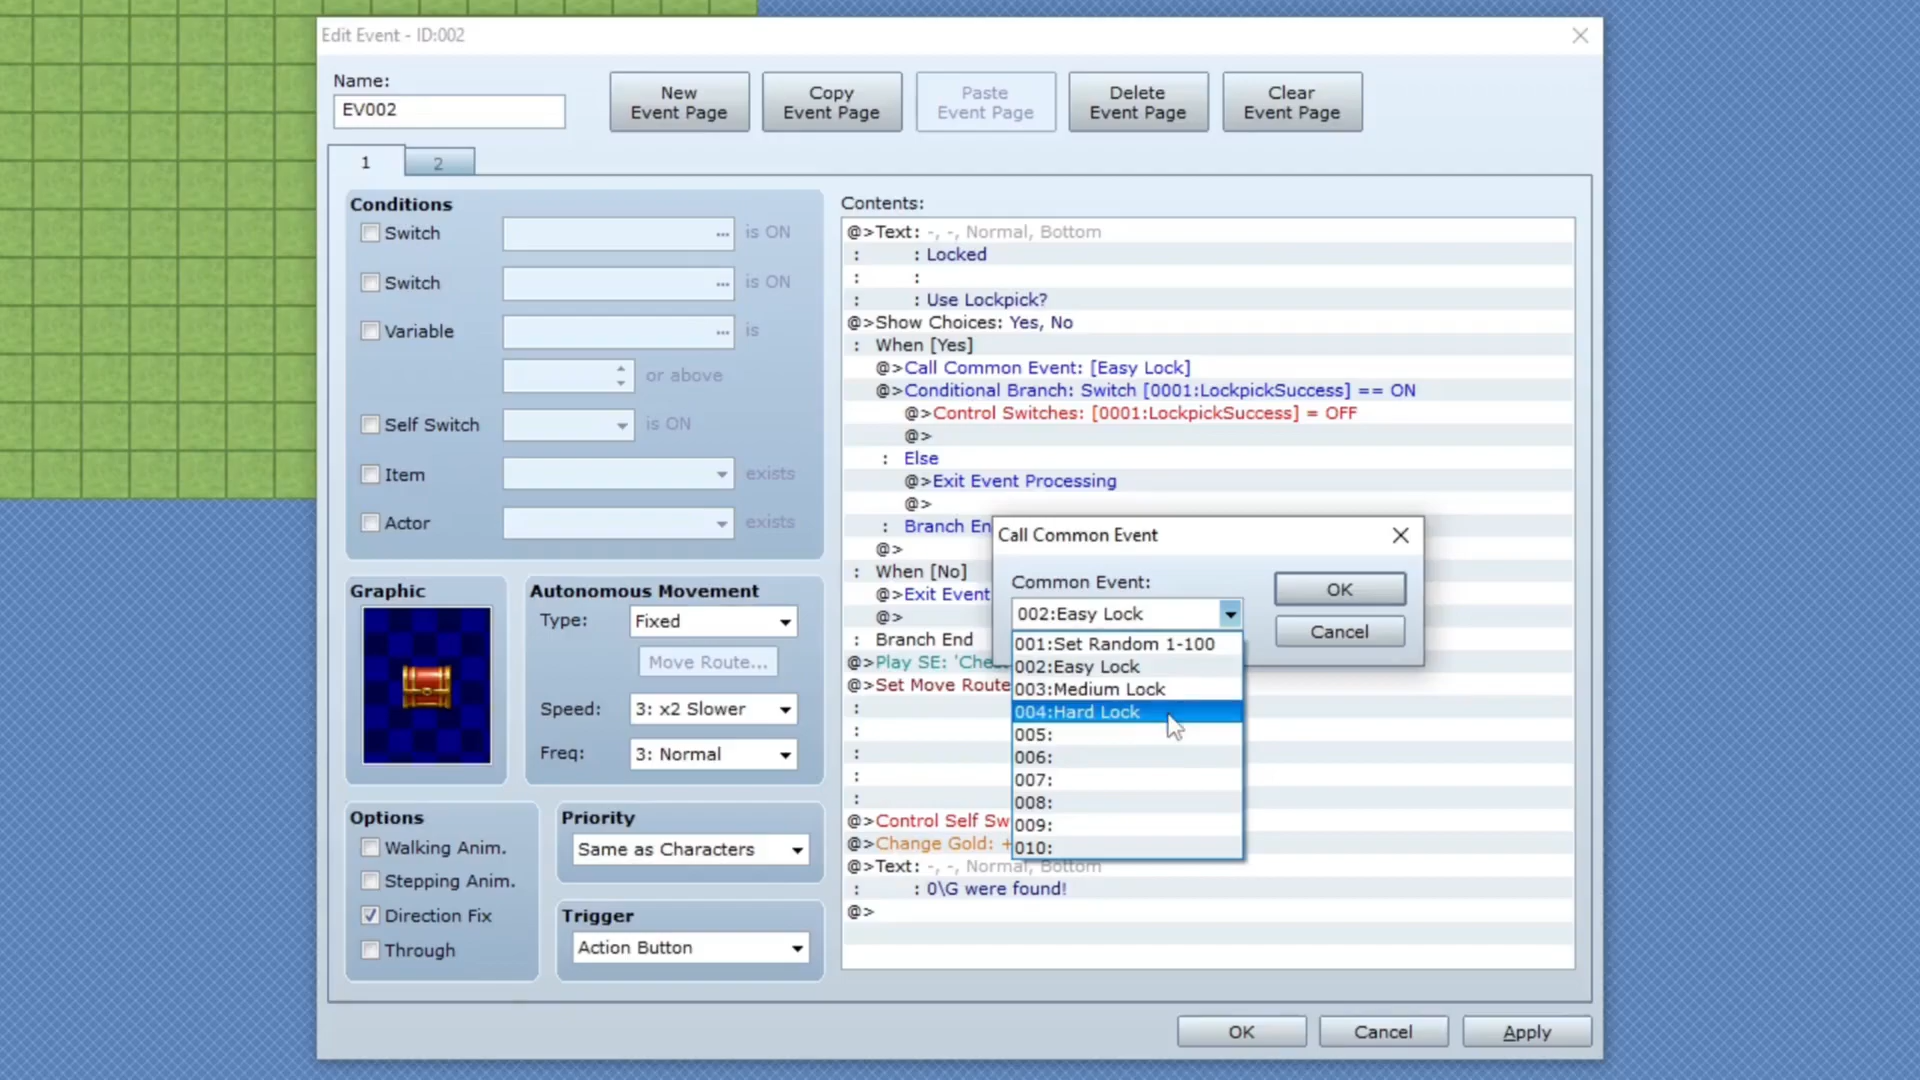 Edit Event - ID:002
Name:
EV002
New
Event Page
Copy
Event Page
Paste
Event Page
Delete
Event Page
Clear
Event Page
1
2
Conditions
Switch ... is ON
Switch ... is ON
Variable ... is
or above
Self Switch is ON
Item exists
Actor exists
Graphic
Autonomous Movement
Type: Fixed
Move Route...
Speed: 3: x2 Slower
Freq: 3: Normal
Options
Walking Anim.
Stepping Anim.
Direction Fix
Through
Priority
Same as Characters
Trigger
Action Button
Contents:
@>Text: -, -, Normal, Bottom
: : Locked
: :
: : Use Lockpick?
@>Show Choices: Yes, No
: When [Yes]
@>Call Common Event: [Easy Lock]
@>Conditional Branch: Switch [0001:LockpickSuccess] == ON
@>Control Switches: [0001:LockpickSuccess] = OFF
@>
: Else
@>Exit Event Processing
@>
: Branch En
@>
: When [No]
@>Exit Event
@>
: Branch End
@>Play SE: 'Ches
@>Set Move Route
:
:
:
:
:
@>Control Self Sw
@>Change Gold: +
@>Text: -, -, Normal, Bottom
: : 0\G were found!
@>
Call Common Event
Common Event:
002:Easy Lock
001:Set Random 1-100
002:Easy Lock
003:Medium Lock
004:Hard Lock
005:
006:
007:
008:
009:
010:
OK
Cancel
OK
Cancel
Apply